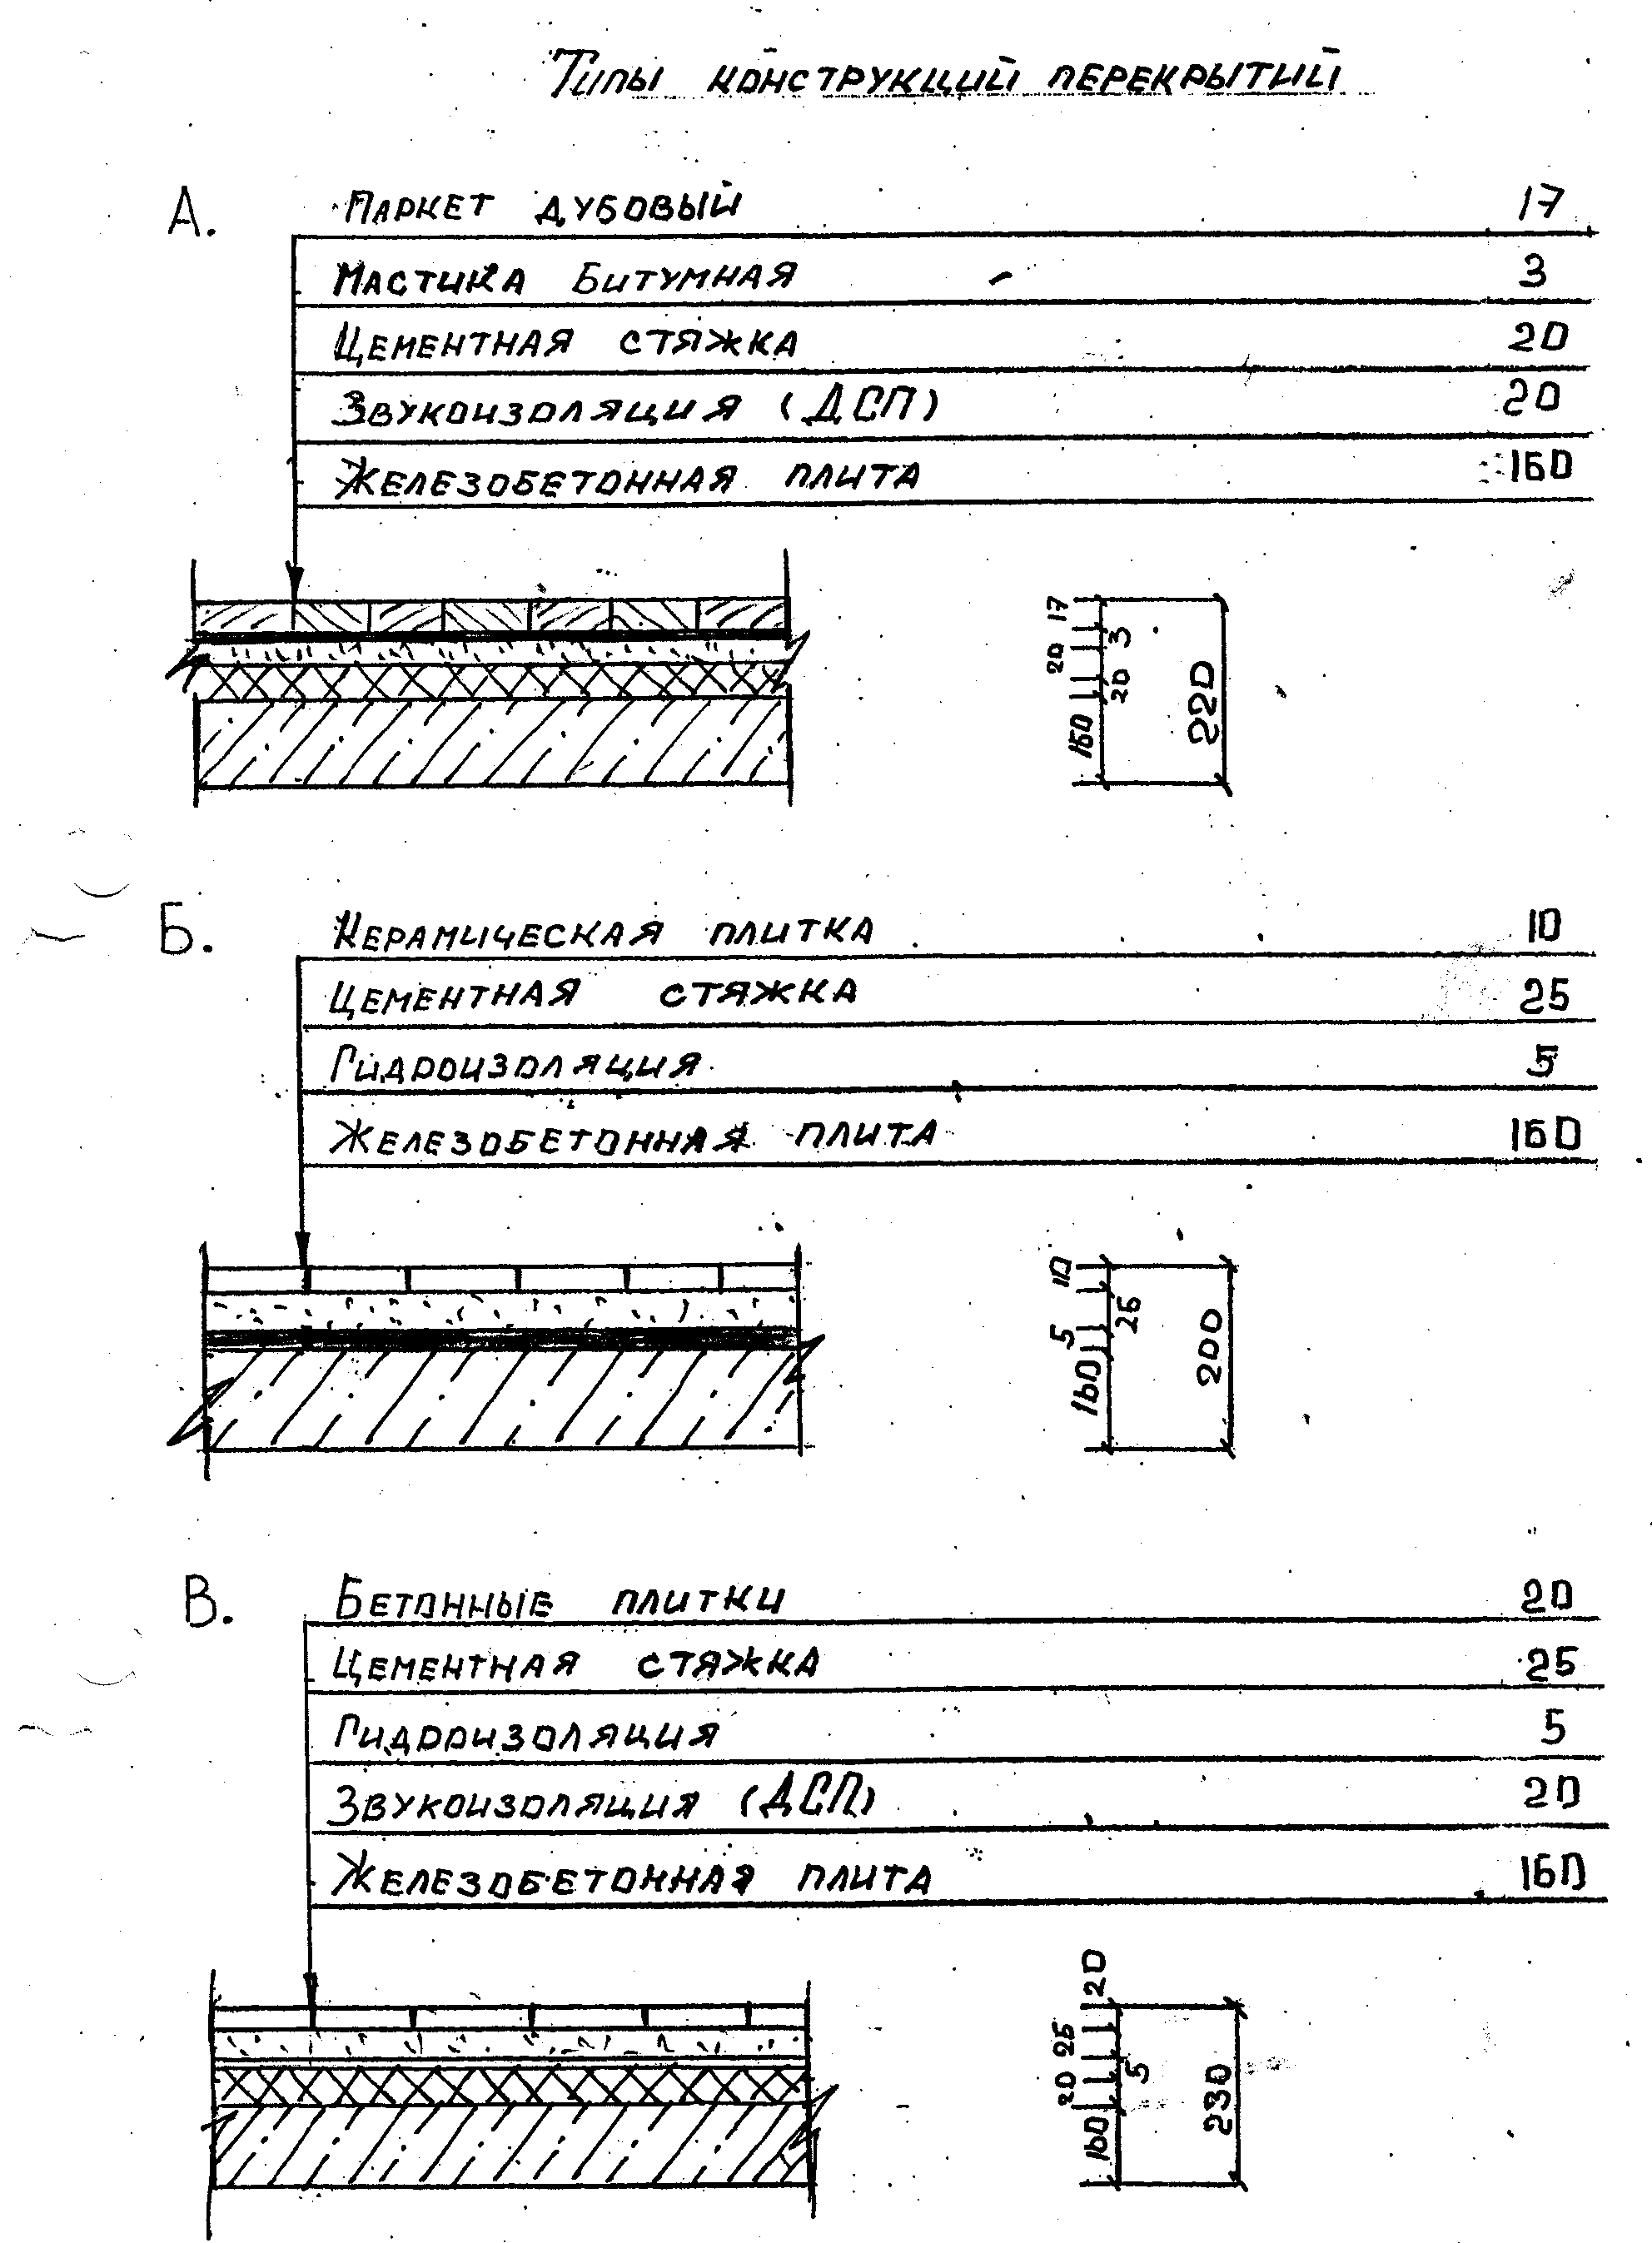 Типы конструкций перекрытий
А. Паркет дубовый 17
Мастика битумная 3
Цементная стяжка 20
Звукоизоляция (ДСП) 20
Железобетонная плита 160
17
3
20
20
160
220
Б. Керамическая плитка 10
Цементная стяжка 25
Гидроизоляция 5
Железобетонная плита 160
10
25
5
160
200
В. Бетонные плитки 20
Цементная стяжка 25
Гидроизоляция 5
Звукоизоляция (ДСП) 20
Железобетонная плита 160
20
25
5
20
160
230